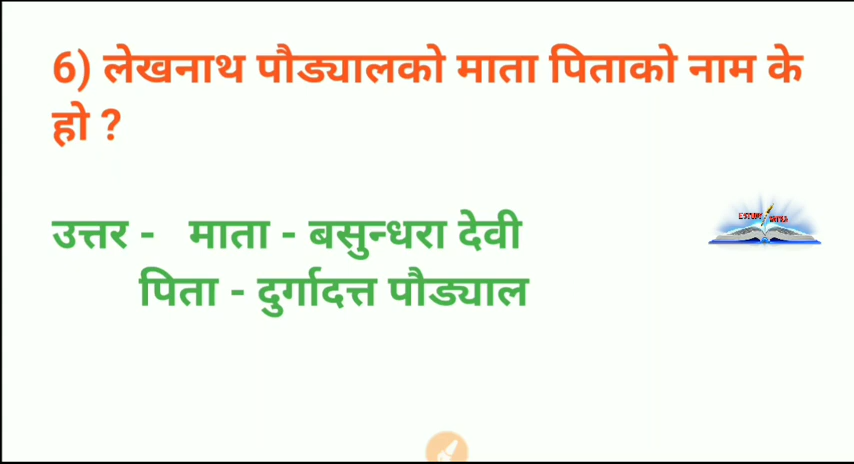 6) लेखनाथ पौड्यालको माता पिताको नाम के
हो ?
उत्तर - माता - बसुन्धरा देवी
पिता - दुर्गादत्त पौड्याल